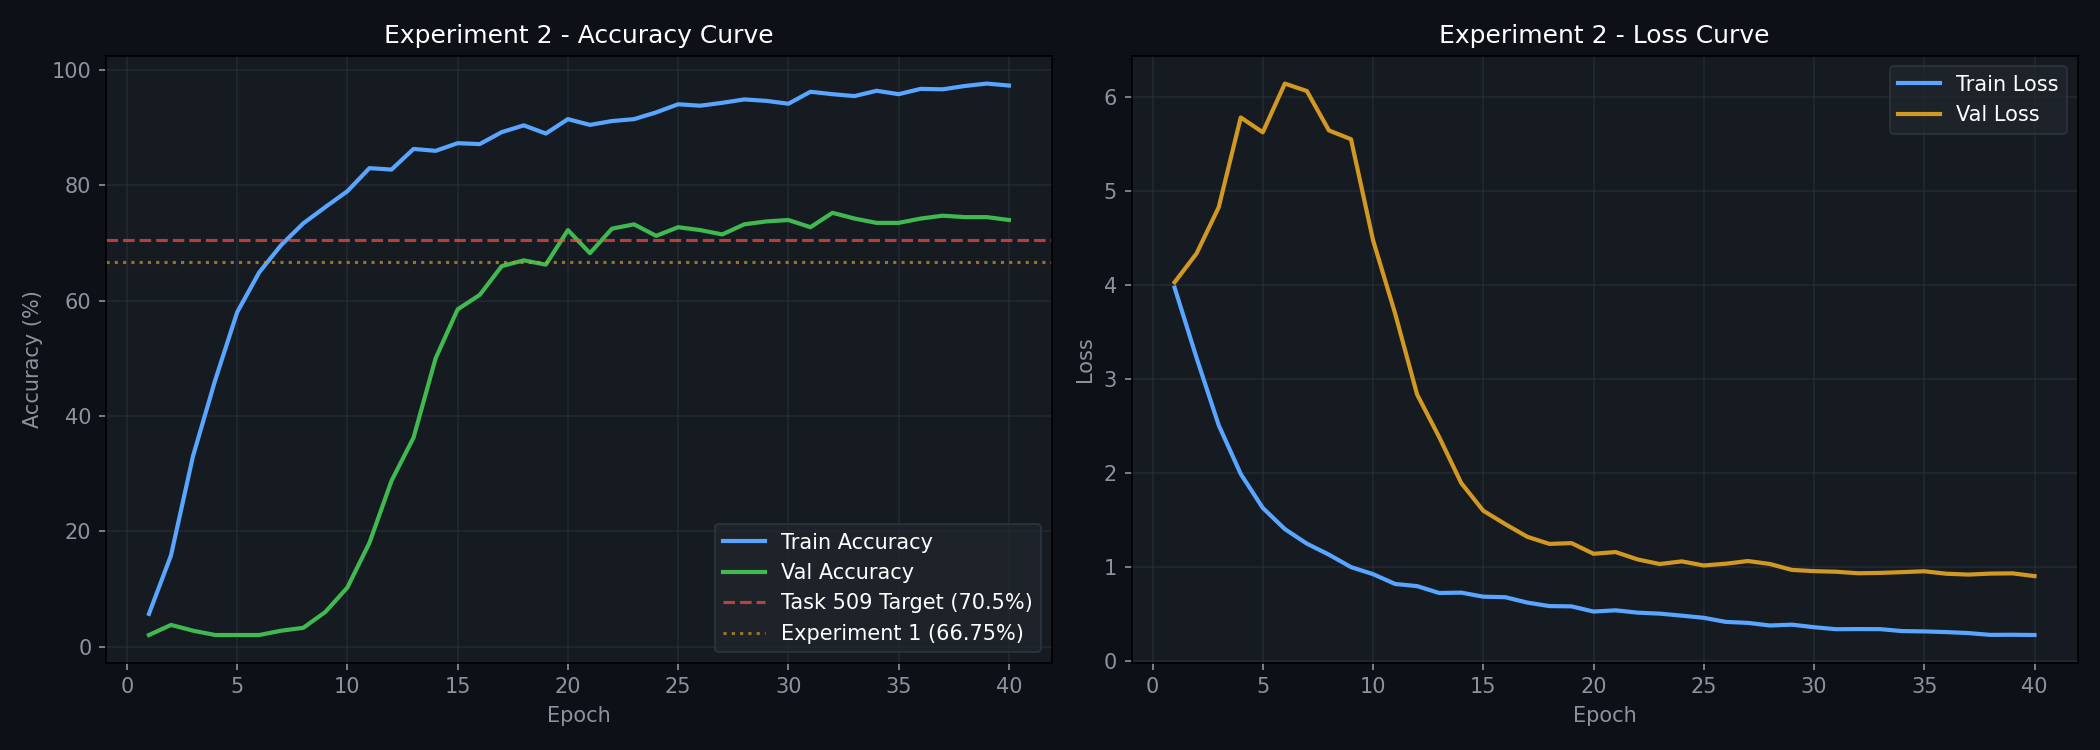 Experiment 2 - Accuracy Curve
Accuracy (%)
100
80
60
40
20
0
Train Accuracy
Val Accuracy
Task 509 Target (70.5%)
Experiment 1 (66.75%)
0 5 10 15 20 25 30 35 40
Epoch
Experiment 2 - Loss Curve
Loss
6
5
4
3
2
1
0
Train Loss
Val Loss
0 5 10 15 20 25 30 35 40
Epoch